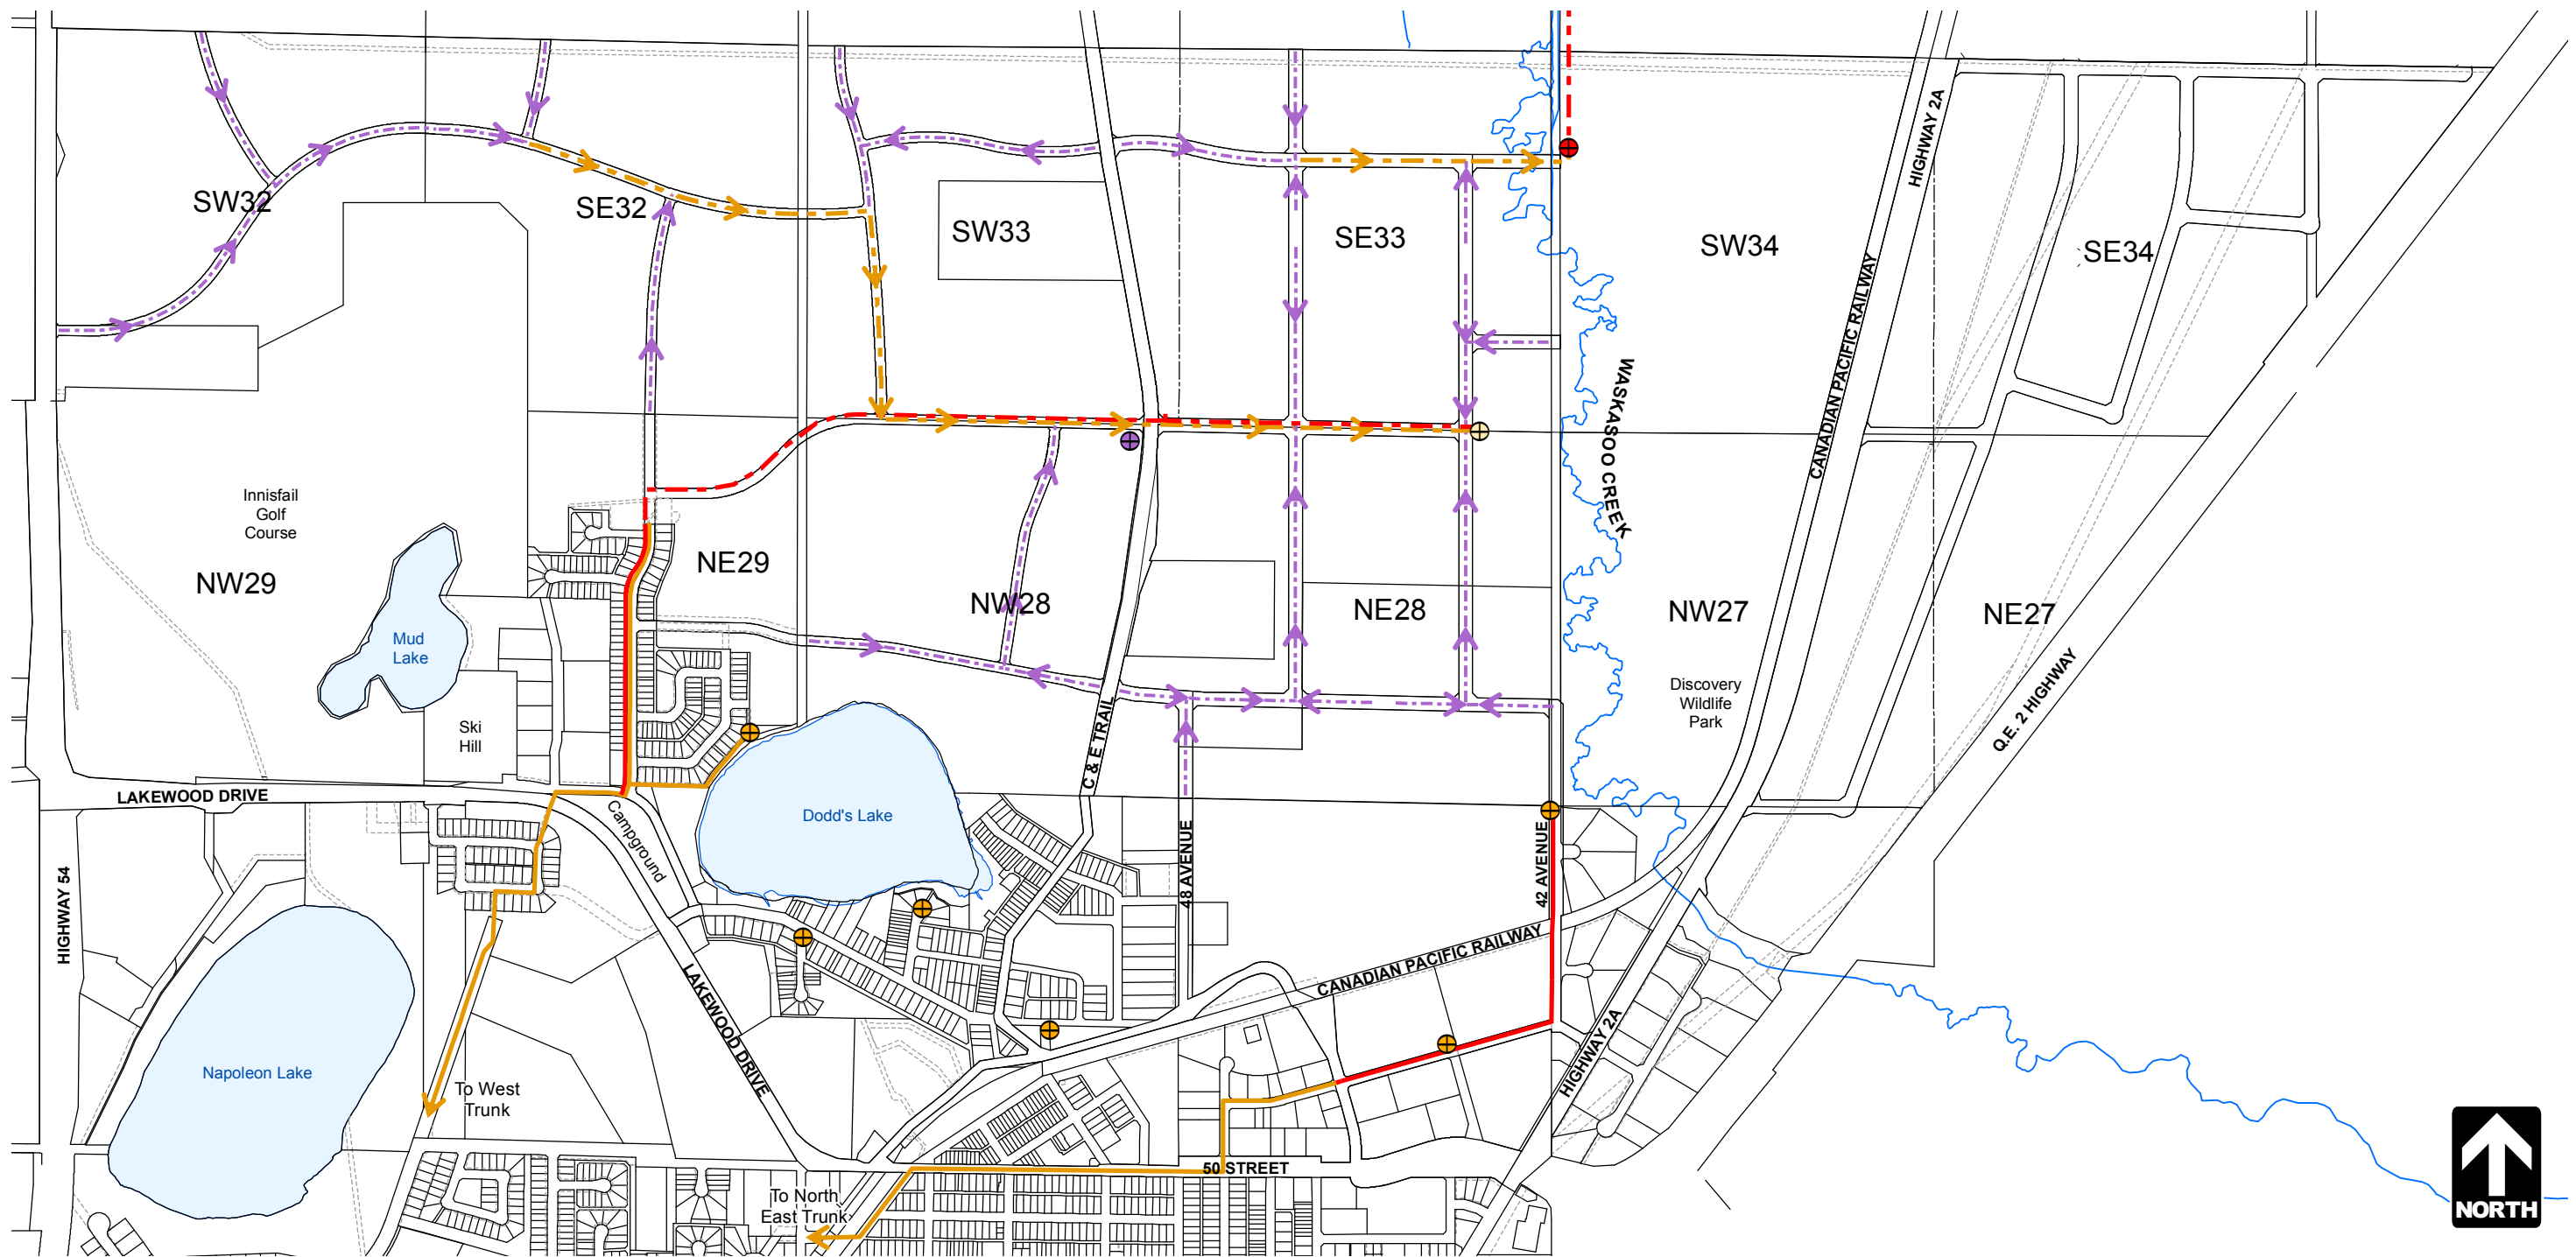 HIGHWAY 2A
SW32
SE32
SW33
SE33
SW34
SE34
CANADIAN PACIFIC RAILWAY
WASKASOO CREEK
Innisfail
Golf
Course
NW29
NE29
NW28
NE28
NW27
NE27
Mud
Lake
Ski
Hill
Discovery
Wildlife
Park
Q.E. 2 HIGHWAY
C & E TRAIL
LAKEWOOD DRIVE
Campground
Dodd's Lake
48 AVENUE
42 AVENUE
HIGHWAY 54
CANADIAN PACIFIC RAILWAY
LAKEWOOD DRIVE
HIGHWAY 2A
Napoleon Lake
To West
Trunk
50 STREET
To North
East Trunk
NORTH